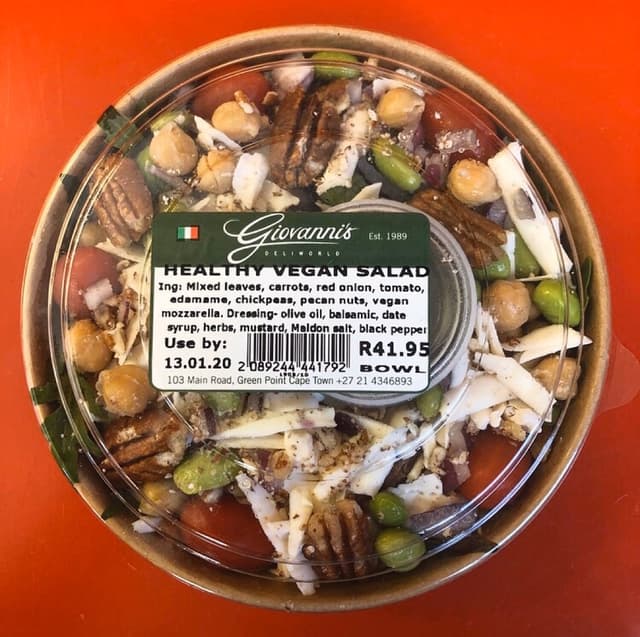 Giovanni's Est. 1989
DELIWORLD
HEALTHY VEGAN SALAD
Ing: Mixed leaves, carrots, red onion, tomato,
edamame, chickpeas, pecan nuts, vegan
mozzarella. Dressing- olive oil, balsamic, date
syrup, herbs, mustard, Maldon salt, black pepper
Use by:
13.01.20 2 089244 441792 R41.95
BOWL
103 Main Road, Green Point Cape Town +27 21 4346893